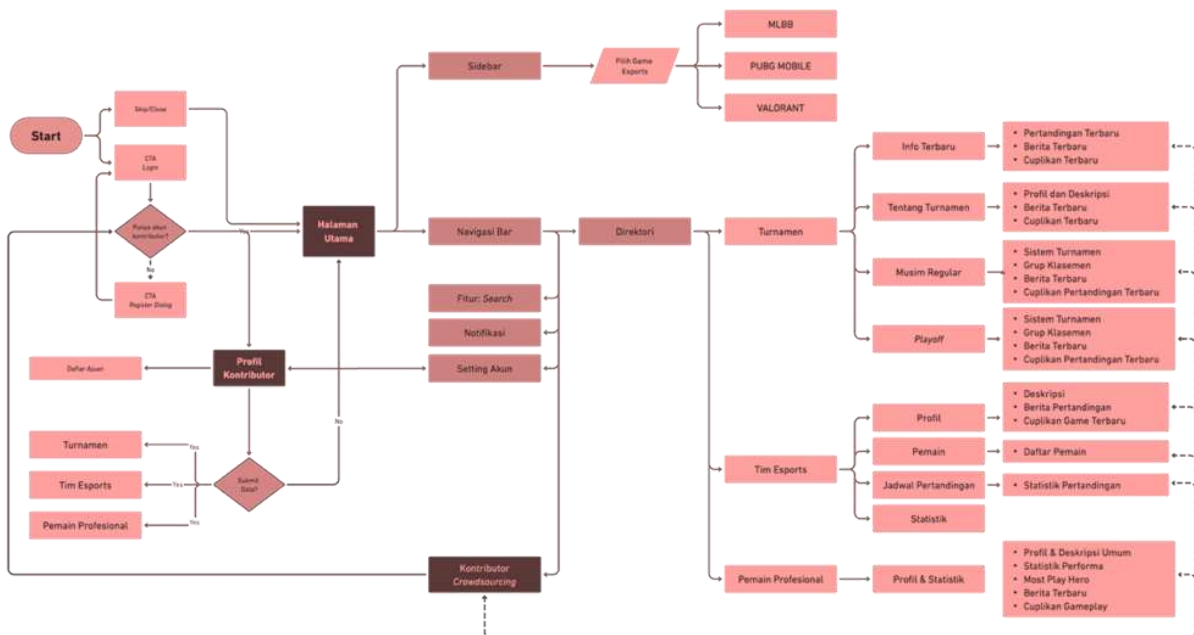 Start
Skip/Close
CTA
Login
Punya akun
kontributor?
Yes
No
CTA
Register Dialog
Halaman
Utama
Sidebar
Pilih Game
Esports
MLBB
PUBG MOBILE
VALORANT
Navigasi Bar
Fitur: Search
Notifikasi
Setting Akun
Direktori
Turnamen
Info Terbaru
• Pertandingan Terbaru
• Berita Terbaru
• Cuplikan Terbaru
Tentang Turnamen
• Profil dan Deskripsi
• Berita Terbaru
• Cuplikan Terbaru
Musim Regular
• Sistem Turnamen
• Grup Klasemen
• Berita Terbaru
• Cuplikan Pertandingan Terbaru
Playoff
• Sistem Turnamen
• Grup Klasemen
• Berita Terbaru
• Cuplikan Pertandingan Terbaru
Tim Esports
Profil
• Deskripsi
• Berita Pertandingan
• Cuplikan Game Terbaru
Pemain
• Daftar Pemain
Jadwal Pertandingan
• Statistik Pertandingan
Statistik
Pemain Profesional
Profil & Statistik
• Profil & Deskripsi Umum
• Statistik Performa
• Most Play Hero
• Berita Terbaru
• Cuplikan Gameplay
Profil
Kontributor
Daftar
Submit
Data?
No
Yes
Turnamen
Yes
Tim Esports
Yes
Pemain Profesional
Kontributor
Crowdsourcing